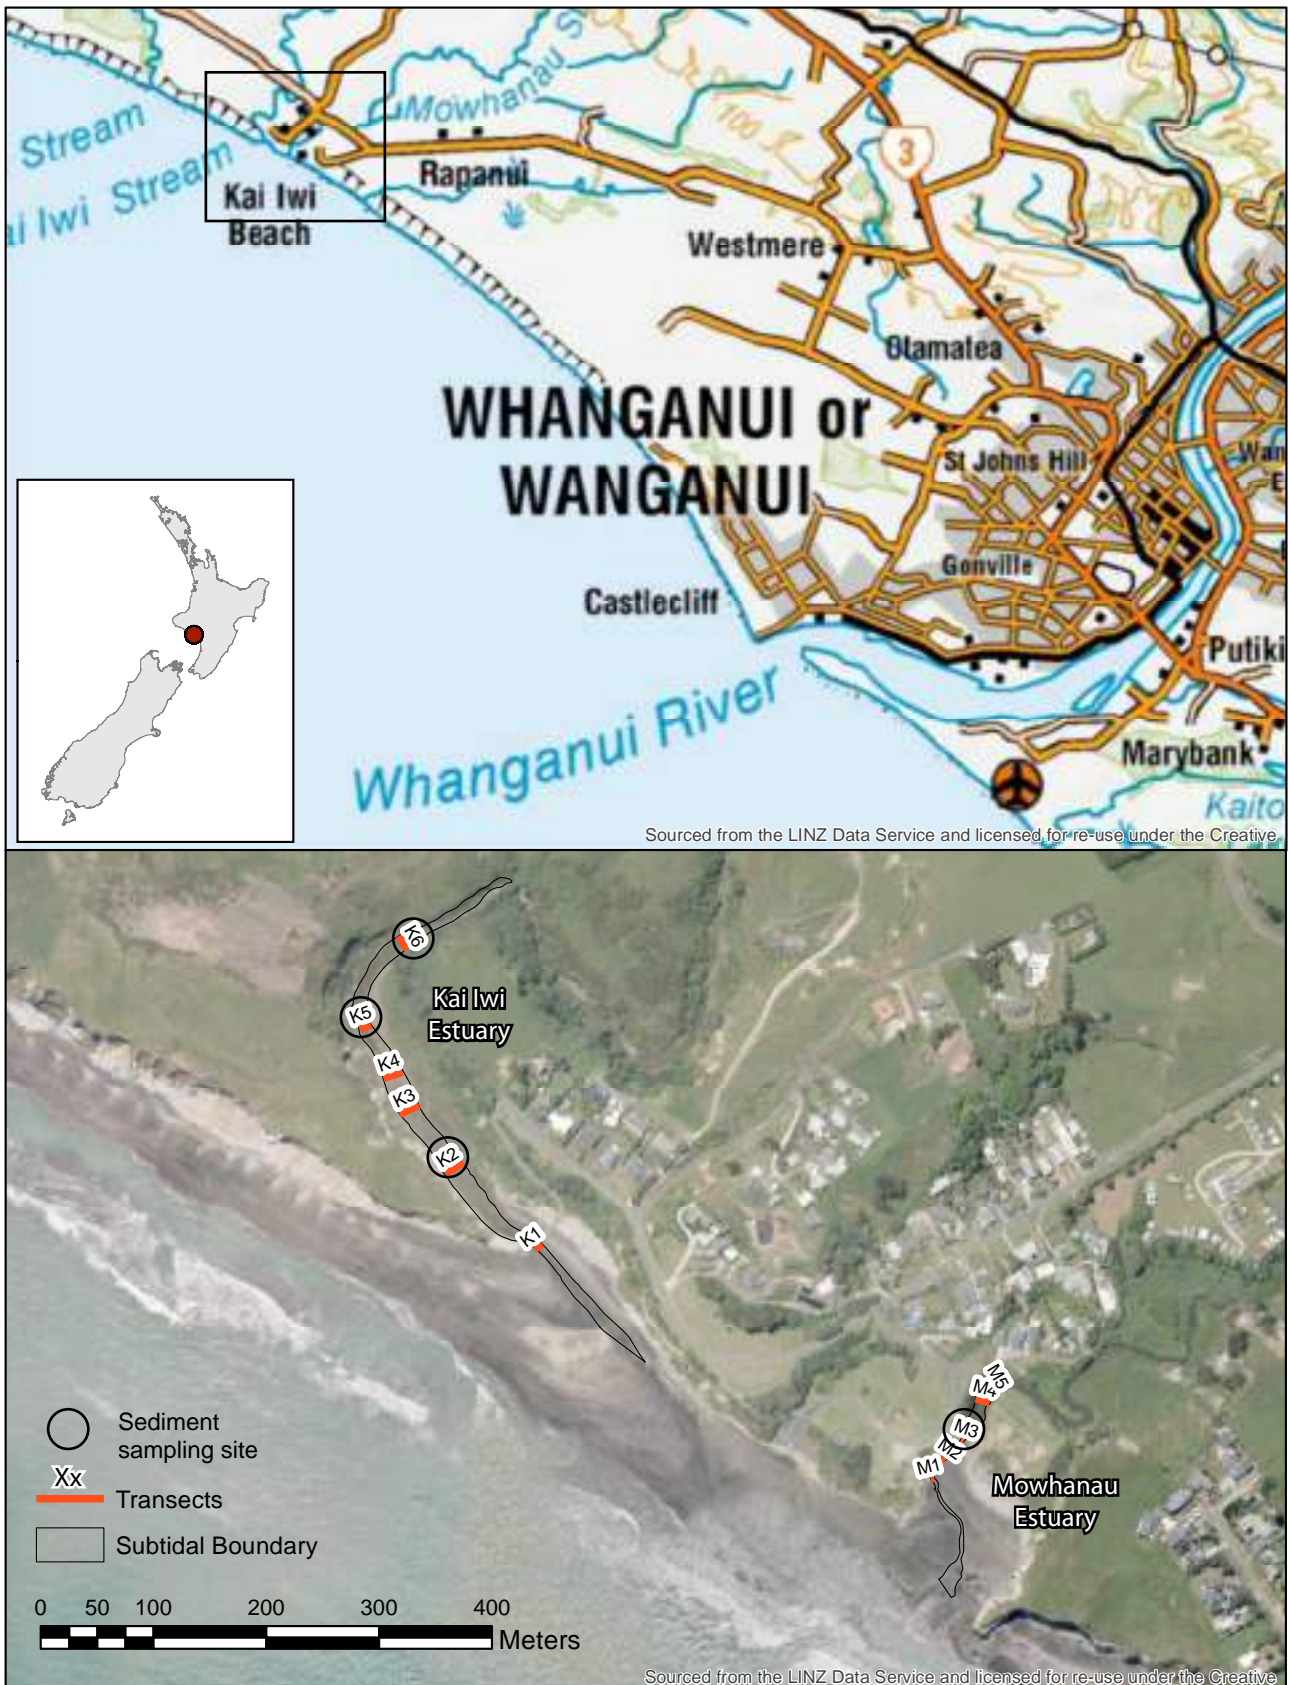 Mowhanau S
Stream
ai Iwi Stream
Kai Iwi
Beach
Rapanui
100
3
Westmere
Otamatea
WHANGANUI or
WANGANUI
St Johns Hill
Wan
E
Gonville
Castlecliff
Putiki
Whanganui River
Marybank
Kaito
Sourced from the LINZ Data Service and licensed for re-use under the Creative
K6
Kai Iwi
Estuary
K5
K4
K3
K2
K1
M5
M4
M3
M2
M1
Mowhanau
Estuary
Sediment
sampling site
Xx
Transects
Subtidal Boundary
0 50 100 200 300 400
Meters
Sourced from the LINZ Data Service and licensed for re-use under the Creative